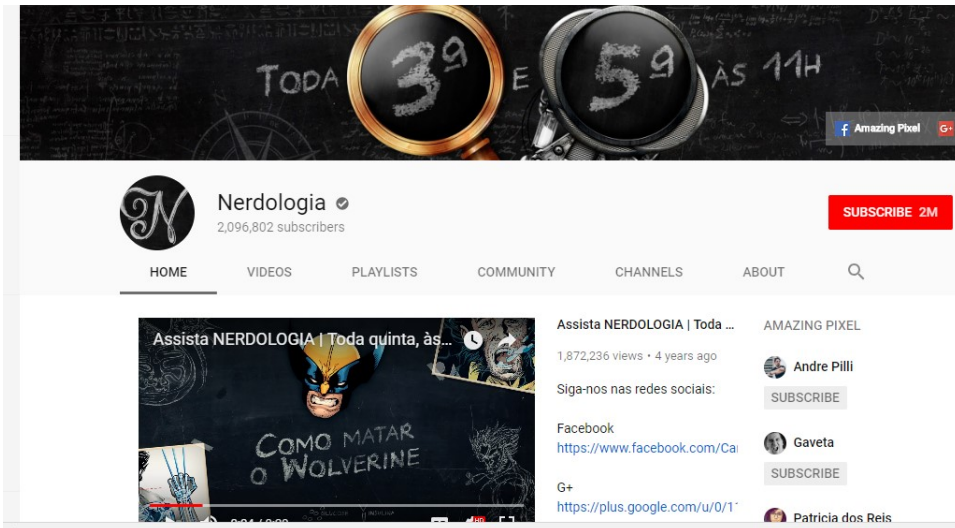 TODA 3ª E 5ª ÀS 11H
Amazing Pixel
G+
Nerdologia
2,096,802 subscribers
SUBSCRIBE 2M
HOME VIDEOS PLAYLISTS COMMUNITY CHANNELS ABOUT
Assista NERDOLOGIA | Toda quinta, às...
COMO MATAR
O WOLVERINE
Assista NERDOLOGIA | Toda ...
1,872,236 views • 4 years ago
Siga-nos nas redes sociais:
Facebook
https://www.facebook.com/Ca
G+
https://plus.google.com/u/0/1
AMAZING PIXEL
Andre Pilli
SUBSCRIBE
Gaveta
SUBSCRIBE
Patricia dos Reis